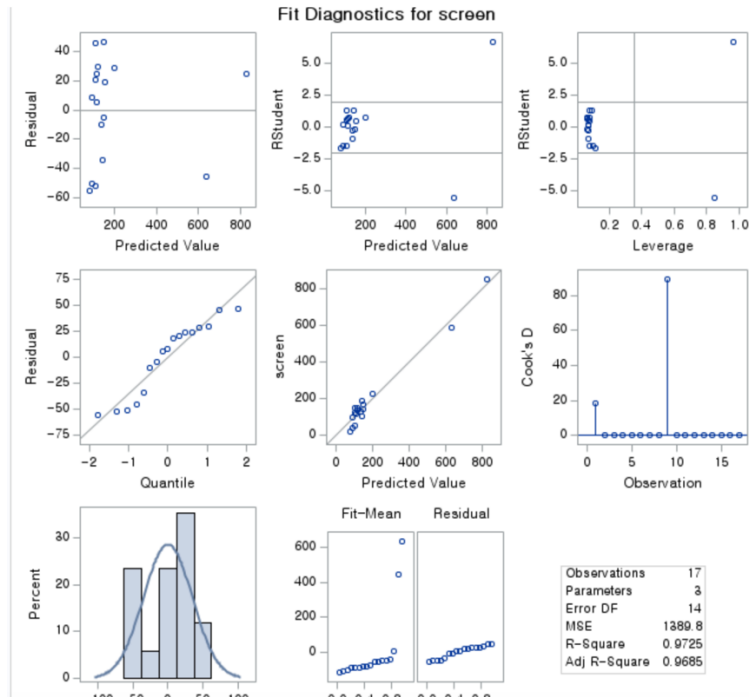 Fit Diagnostics for screen
Residual
40
20
0
−20
−40
−60
200 400 600 800
Predicted Value
RStudent
5.0
2.5
0.0
−2.5
−5.0
200 400 600 800
Predicted Value
RStudent
5.0
2.5
0.0
−2.5
−5.0
0.2 0.4 0.6 0.8 1.0
Leverage
Residual
75
50
25
0
−25
−50
−75
−2 −1 0 1 2
Quantile
screen
800
600
400
200
0
0 200 400 600 800
Predicted Value
Cook's D
80
60
40
20
0
0 5 10 15
Observation
Percent
30
20
10
0
Fit–Mean Residual
600
400
200
0
Observations 17
Parameters 3
Error DF 14
MSE 1389.8
R−Square 0.9725
Adj R−Square 0.9685